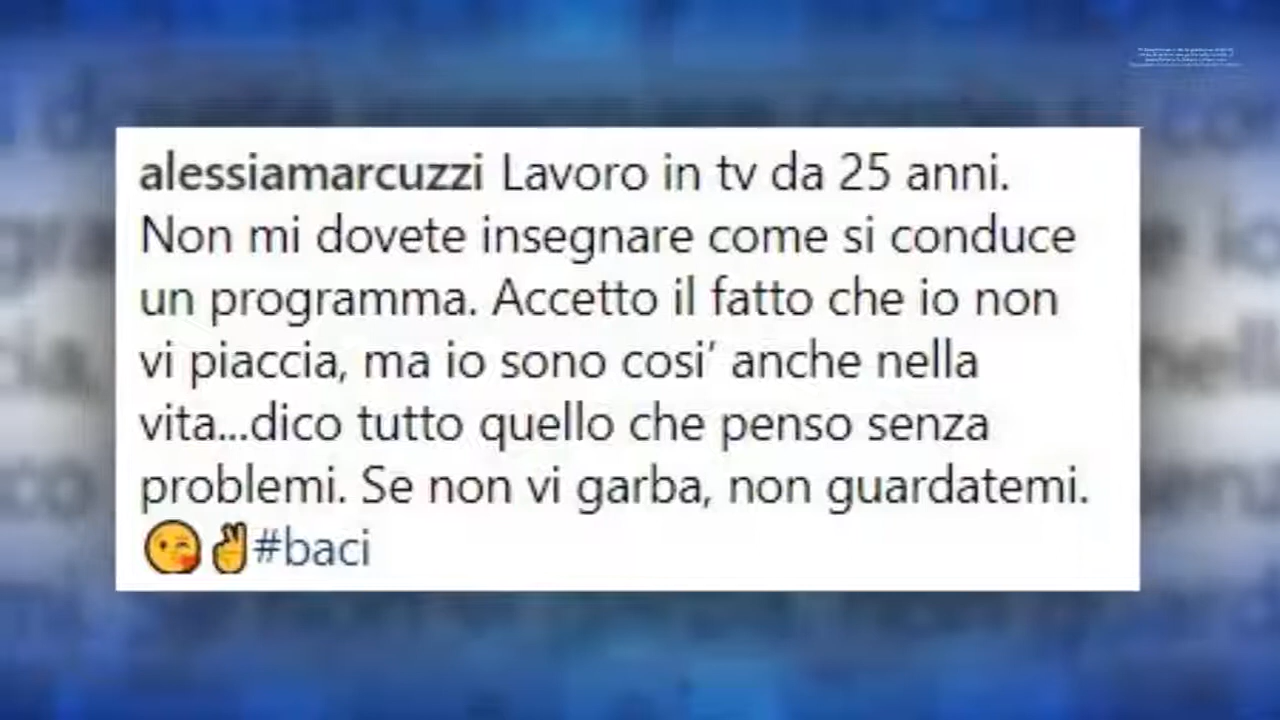 alessiamarcuzzi Lavoro in tv da 25 anni.
Non mi dovete insegnare come si conduce
un programma. Accetto il fatto che io non
vi piaccia, ma io sono cosi’ anche nella
vita...dico tutto quello che penso senza
problemi. Se non vi garba, non guardatemi.
😘✌#baci